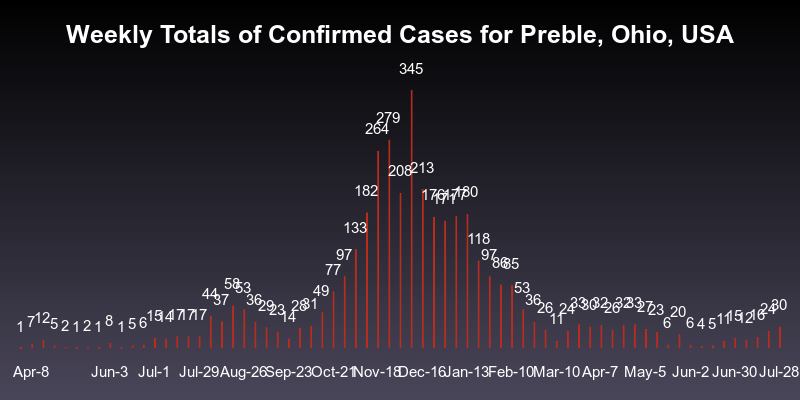 Weekly Totals of Confirmed Cases for Preble, Ohio, USA
1 7 12 5 2 1 2 1 8 1 5 6 15 14 17 17 17 44 37 58 53 36 29 23 14 28 31 49 77 97 133 182 264 279 208 345 213 176 171 177 180 118 97 86 85 53 36 26 11 24 33 30 32 26 32 33 27 23 6 20 6 4 5 11 15 12 16 24 30
Apr-8 Jun-3 Jul-1 Jul-29 Aug-26 Sep-23 Oct-21 Nov-18 Dec-16 Jan-13 Feb-10 Mar-10 Apr-7 May-5 Jun-2 Jun-30 Jul-28